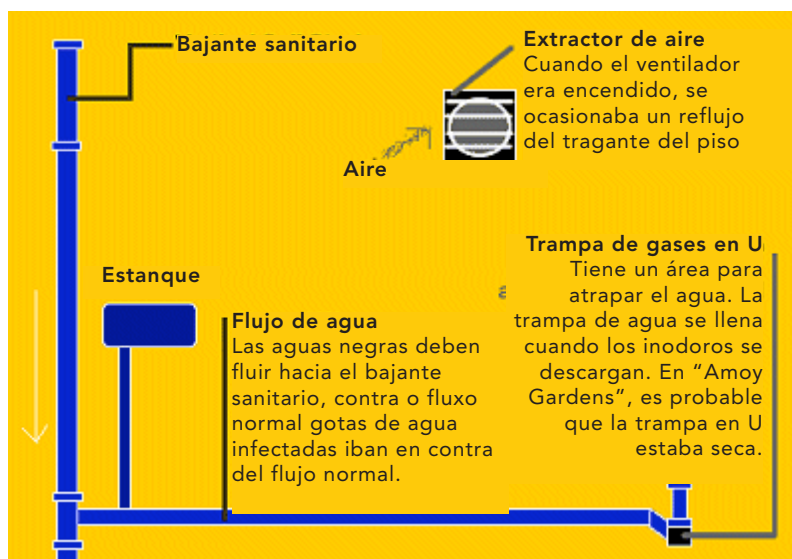 Bajante sanitario
Extractor de aire
Cuando el ventilador
era encendido, se
ocasionaba un reflujo
del tragante del piso
Aire
Estanque
Flujo de agua
Las aguas negras deben
fluir hacia el bajante
sanitario, contra o fluxo
normal gotas de agua
infectadas iban en contra
del flujo normal.
Trampa de gases en U
Tiene un área para
atrapar el agua. La
trampa de agua se llena
cuando los inodoros se
descargan. En “Amoy
Gardens”, es probable
que la trampa en U
estaba seca.